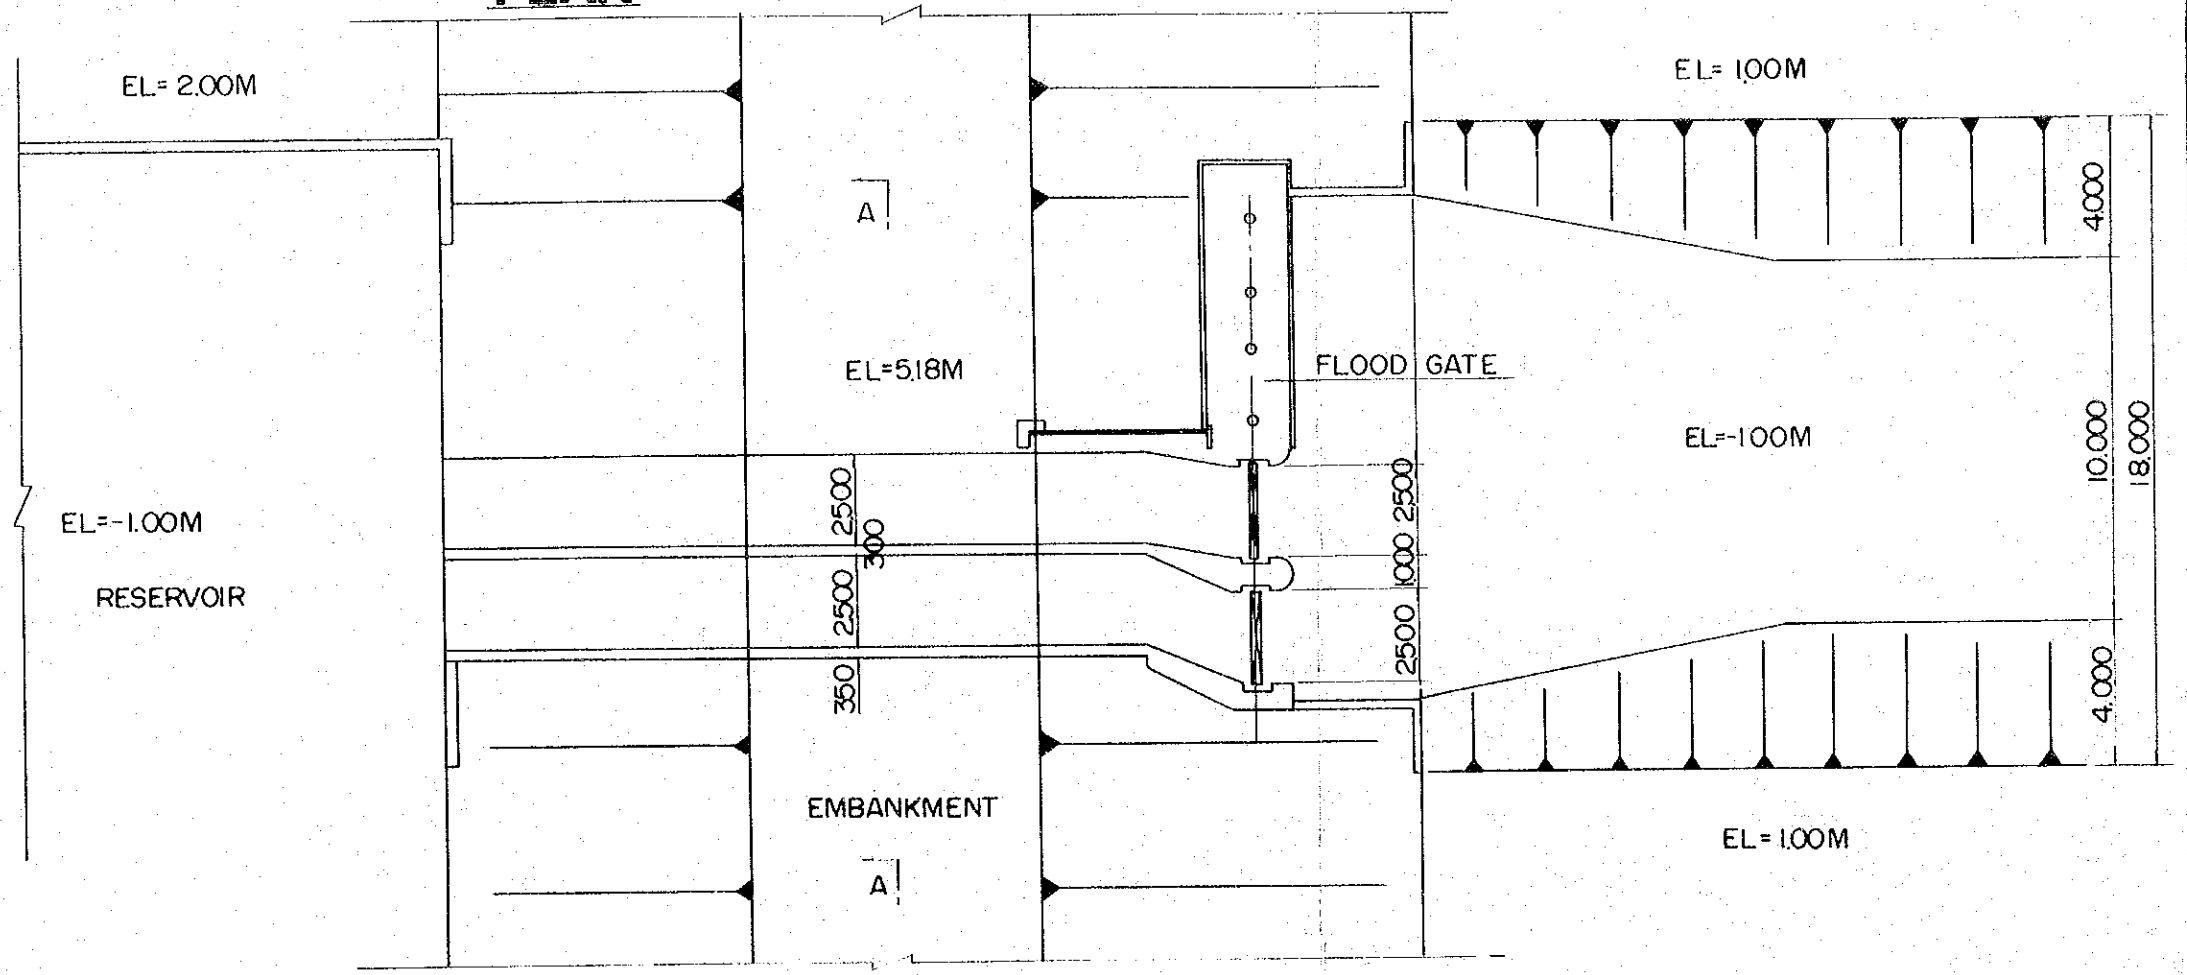 EL= 2.00M
EL= 1.00M
A
4.000
EL=5.18M
FLOOD GATE
EL=-1.00M
10.000
18.000
2500
300
2500
350
2500
1000
2500
EL=-1.00M
RESERVOIR
4.000
EMBANKMENT
EL= 1.00M
A